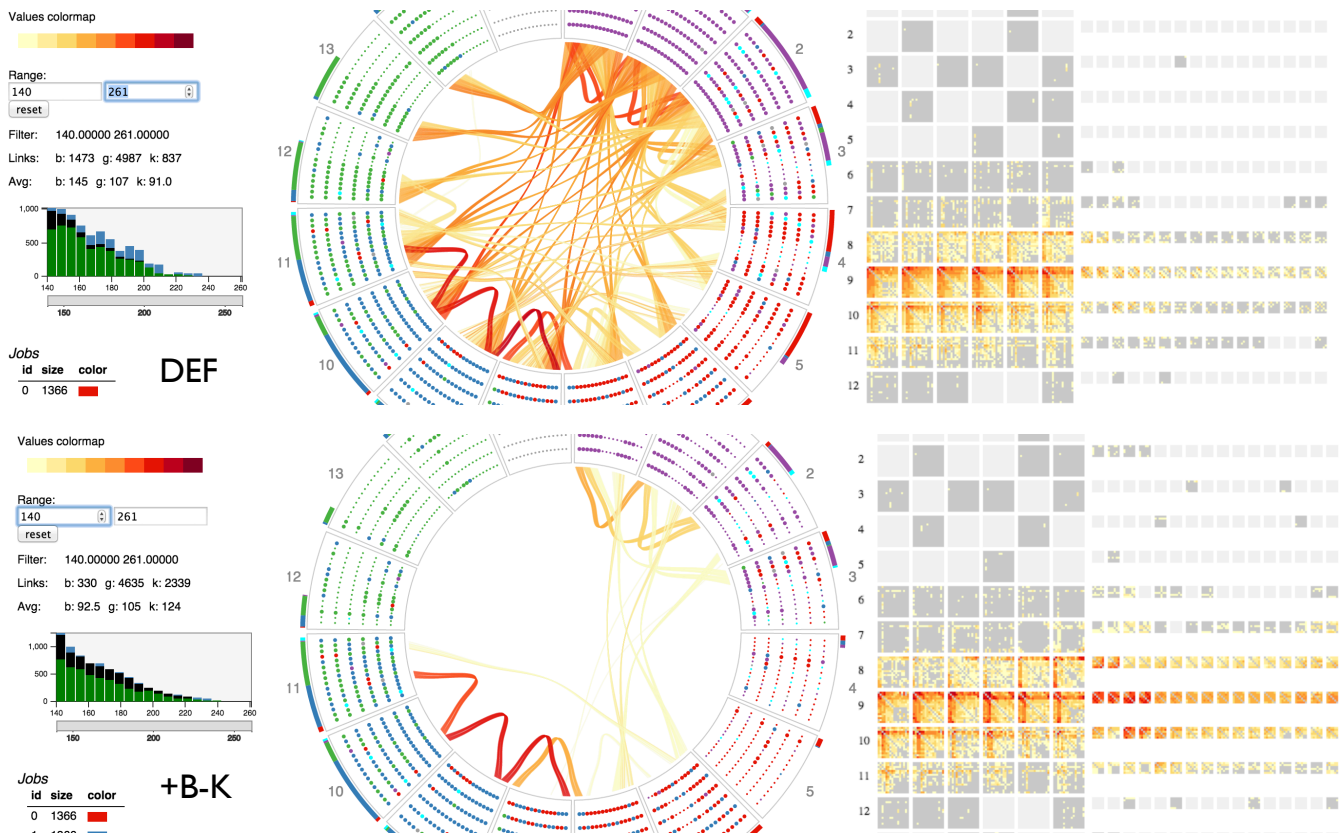 Values colormap
Range:
140 261
reset
Filter: 140.00000 261.00000
Links: b: 1473 g: 4987 k: 837
Avg: b: 145 g: 107 k: 91.0
1,000
500
0
140 160 180 200 220 240 260
150 200 250
Jobs
id size color
0 1366
DEF
13
12
11
10
2
3
4
5
2
3
4
5
6
7
8
9
10
11
12
Values colormap
Range:
140 261
reset
Filter: 140.00000 261.00000
Links: b: 330 g: 4635 k: 2339
Avg: b: 92.5 g: 105 k: 124
1,000
500
0
140 160 180 200 220 240 260
150 200 250
Jobs
id size color
0 1366
+B-K
13
12
11
10
2
3
4
5
2
3
4
5
6
7
8
9
10
11
12